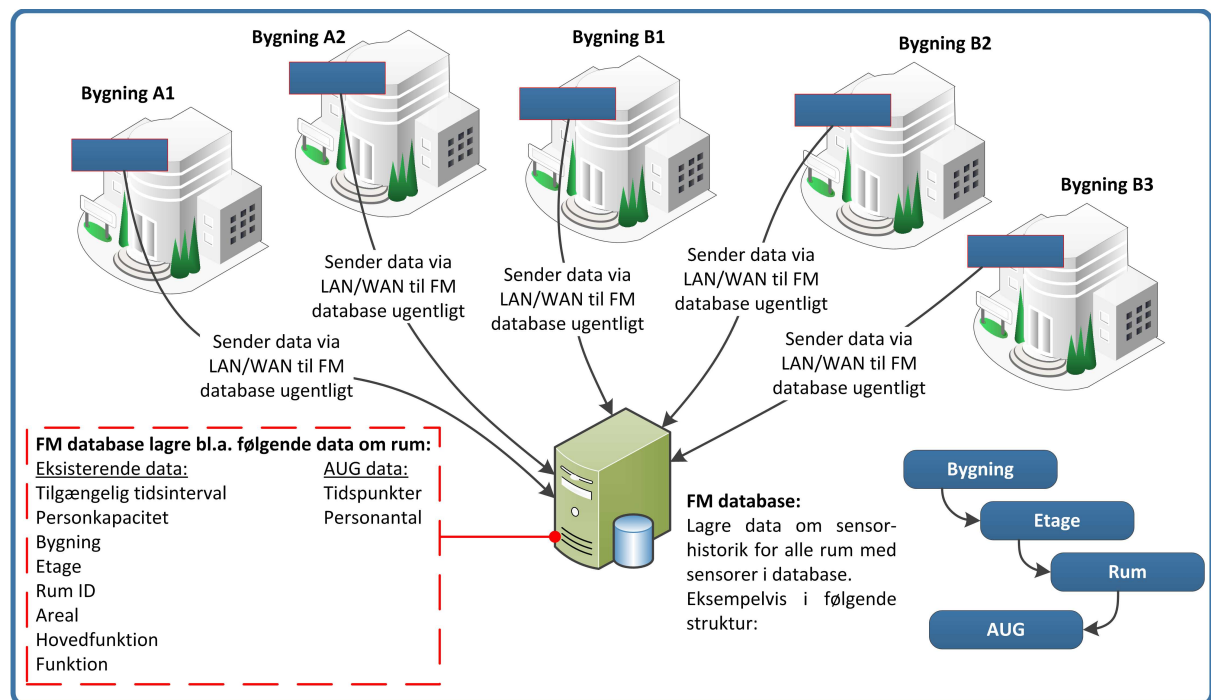 Bygning A1
Bygning A2
Bygning B1
Bygning B2
Bygning B3
Sender data via
LAN/WAN til FM
database ugentligt
Sender data via
LAN/WAN til FM
database ugentligt
Sender data via
LAN/WAN til FM
database ugentligt
Sender data via
LAN/WAN til FM
database ugentligt
Sender data via
LAN/WAN til FM
database ugentligt
FM database lagre bl.a. følgende data om rum:
Eksisterende data:
Tilgængelig tidsinterval
Personkapacitet
Bygning
Etage
Rum ID
Areal
Hovedfunktion
Funktion
AUG data:
Tidspunkter
Personantal
FM database:
Lagre data om sensor-
historik for alle rum med
sensorer i database.
Eksempelvis i følgende
struktur:
Bygning
Etage
Rum
AUG